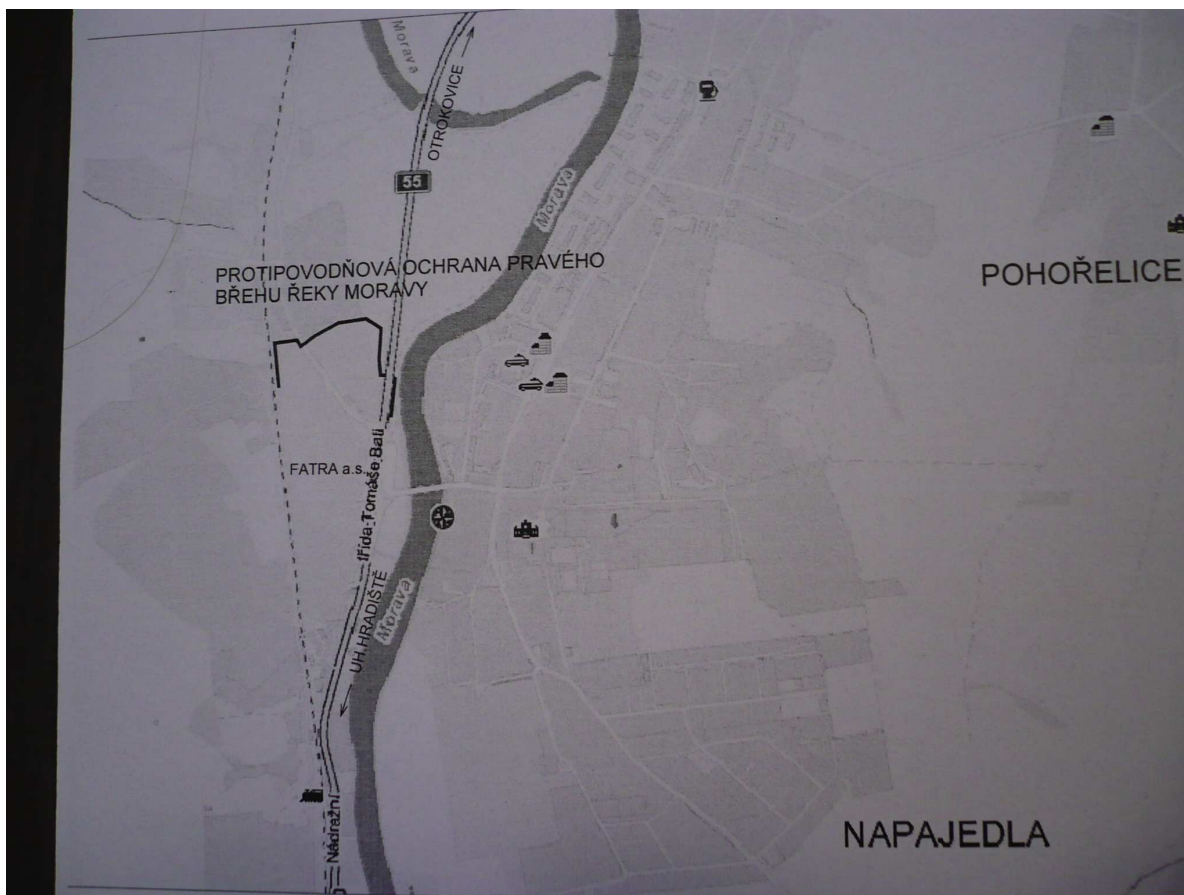 Morava
OTROKOVICE
55
Morava
PROTIPOVODŇOVÁ OCHRANA PRAVÉHO
BŘEHU ŘEKY MORAVY
POHOŘELICE
FATRA a.s.
třída Tomáše Bati
UH.HRADIŠTĚ
Morava
Nádražní
NAPAJEDLA